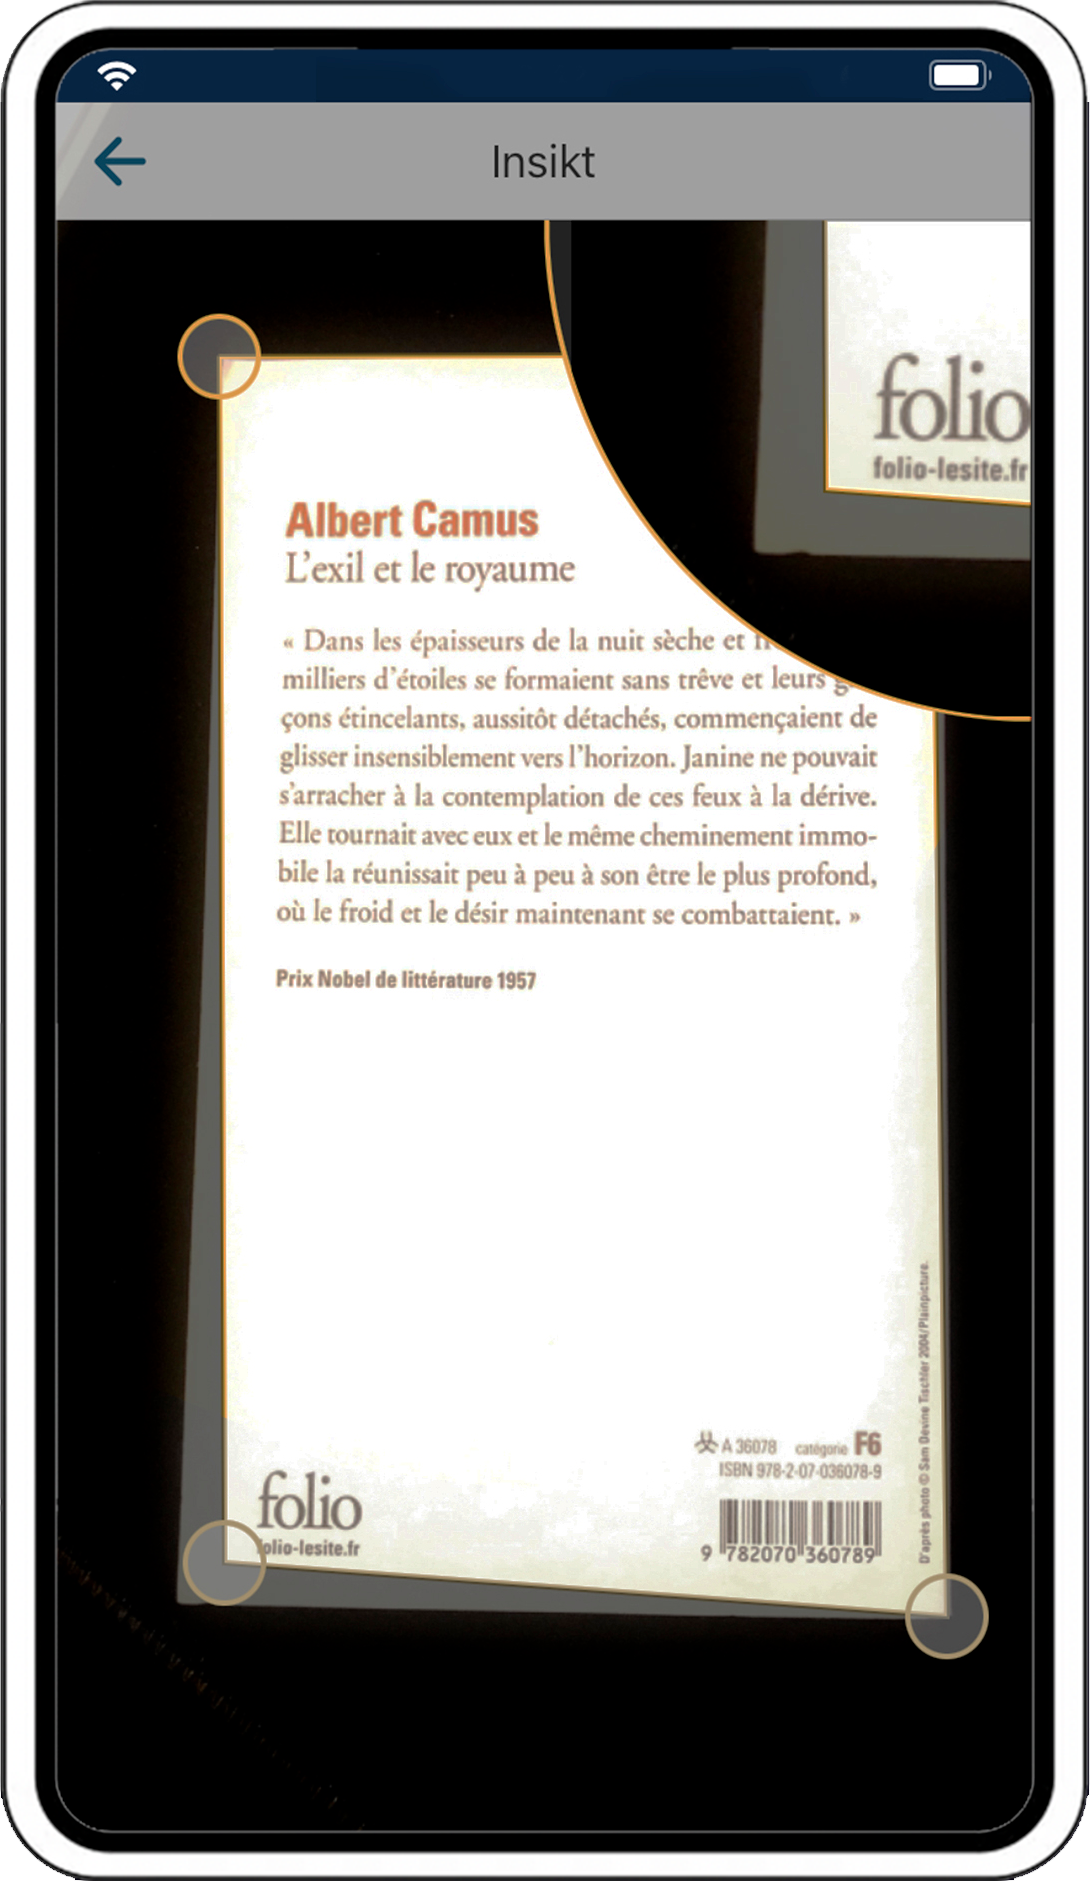 Insikt
folio
folio-lesite.fr
Albert Camus
L'exil et le royaume
« Dans les épaisseurs de la nuit sèche et
milliers d'étoiles se formaient sans trêve et leurs
çons étincelants, aussitôt détachés, commençaient de
glisser insensiblement vers l'horizon. Janine ne pouvait
s'arracher à la contemplation de ces feux à la dérive.
Elle tournait avec eux et le même cheminement immo-
bile la réunissait peu à peu à son être le plus profond,
où le froid et le désir maintenant se combattaient. »
Prix Nobel de littérature 1957
D'après photo © Sam Devine Tischler 2004/Plainpicture.
A 36078 catégorie F6
ISBN 978-2-07-036078-9
9 782070 360789
folio
folio-lesite.fr